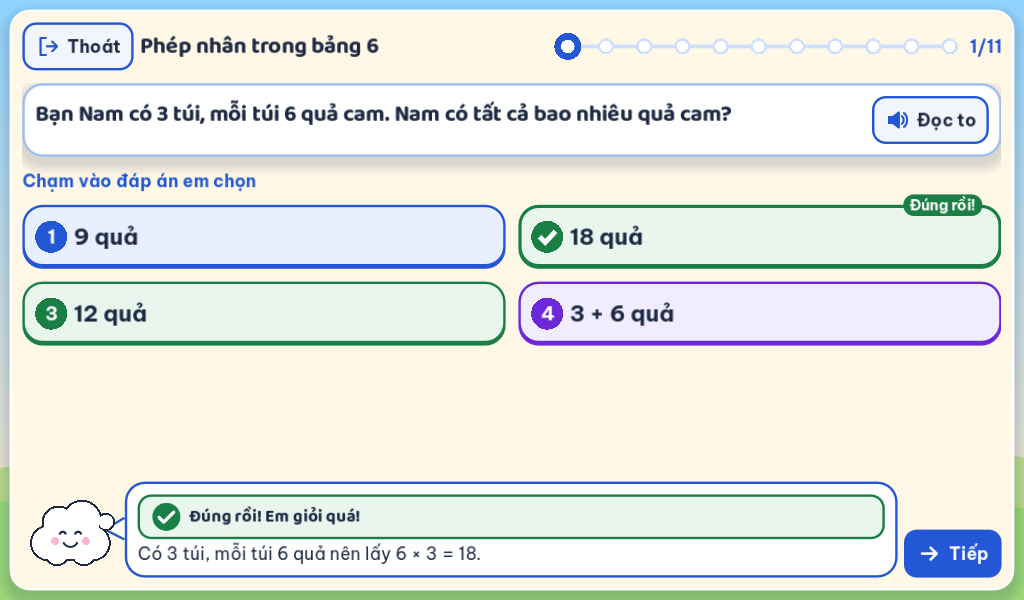 Thoát
Phép nhân trong bảng 6
1/11
Bạn Nam có 3 túi, mỗi túi 6 quả cam. Nam có tất cả bao nhiêu quả cam?
Đọc to
Chạm vào đáp án em chọn
1 9 quả
Đúng rồi!
18 quả
3 12 quả
4 3 + 6 quả
Đúng rồi! Em giỏi quá!
Có 3 túi, mỗi túi 6 quả nên lấy 6 × 3 = 18.
Tiếp